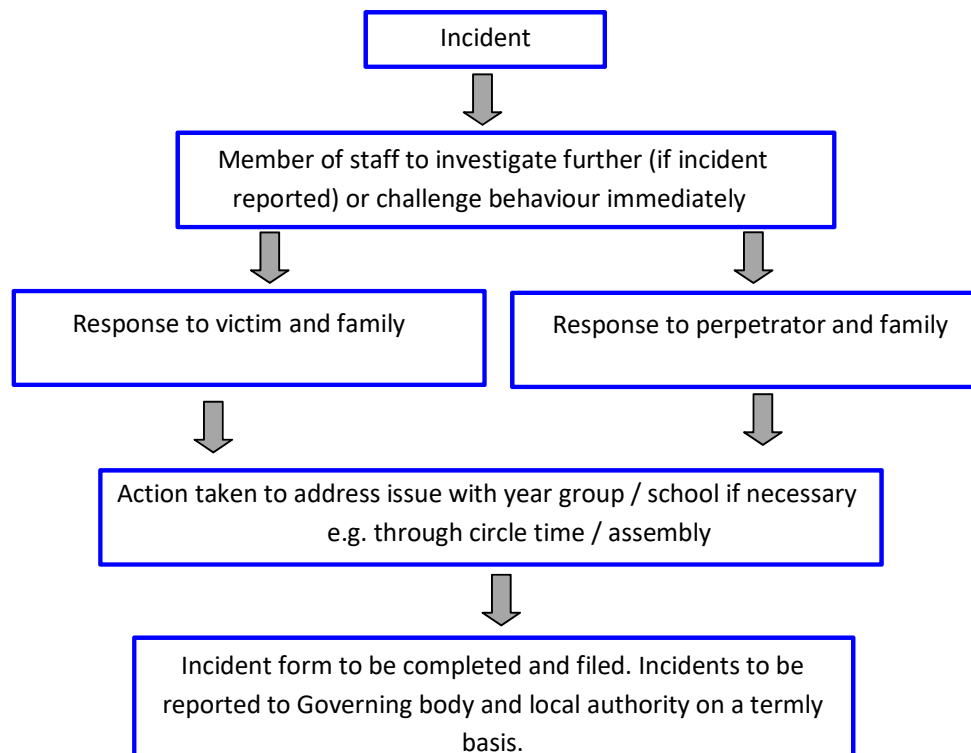 Incident
Member of staff to investigate further (if incident
reported) or challenge behaviour immediately
Response to victim and family
Response to perpetrator and family
Action taken to address issue with year group / school if necessary
e.g. through circle time / assembly
Incident form to be completed and filed. Incidents to be
reported to Governing body and local authority on a termly
basis.